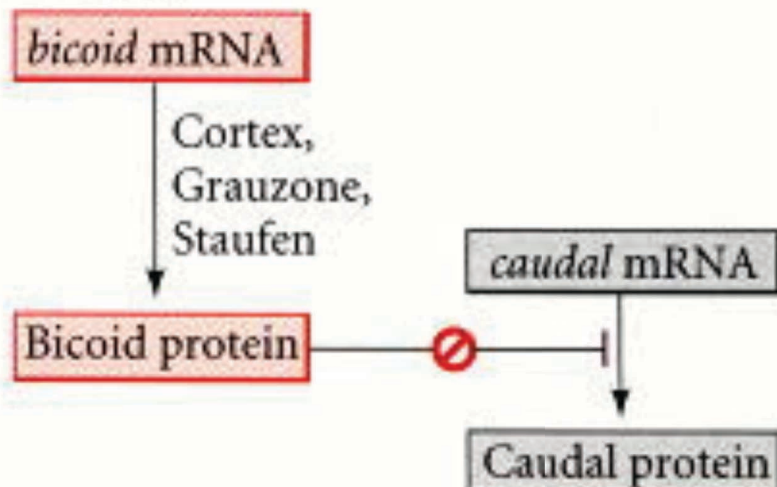 bicoid mRNA
Cortex,
Grauzone,
Staufen
caudal mRNA
Bicoid protein
Caudal protein